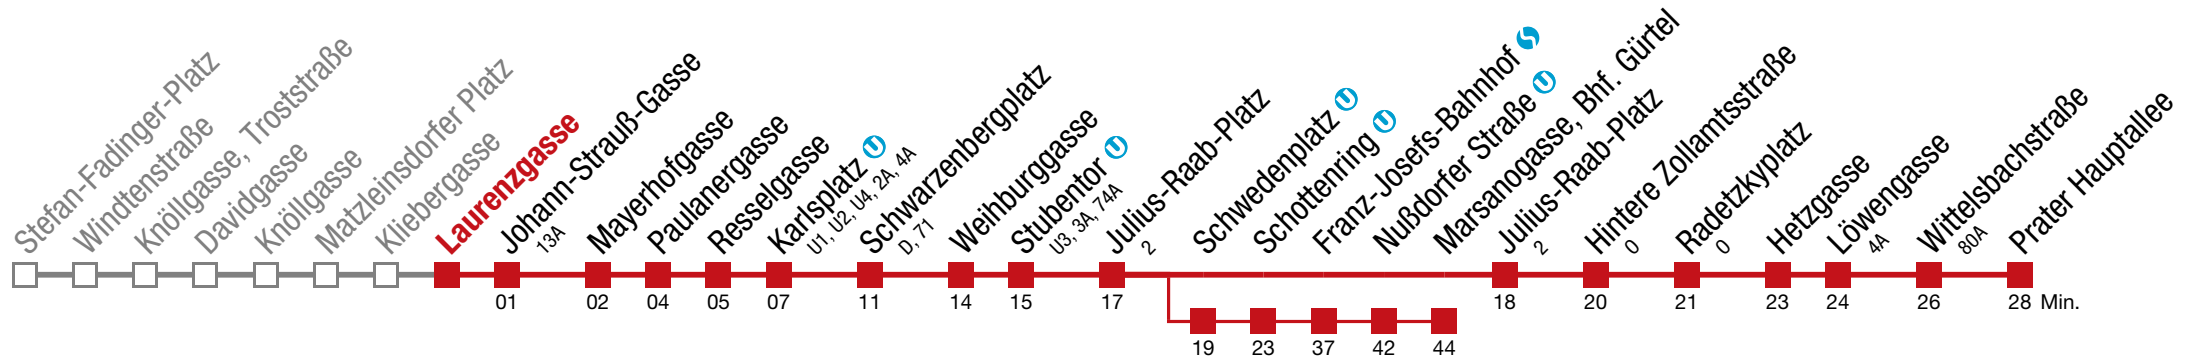 Stefan-Fadinger-Platz
Windtenstraße
Knöllgasse, Troststraße
Davidgasse
Knöllgasse
Matzleinsdorfer Platz
Kliebergasse
Laurenzgasse
Johann-Strauß-Gasse
13A
Mayerhofgasse
Paulanergasse
Resselgasse
Karlsplatz U
U1, U2, U4, 2A, 4A
Schwarzenbergplatz
D, 71
Weihburggasse
Stubentor U
U3, 3A, 74A
Julius-Raab-Platz
2
Schwedenplatz U
Schottenring U
Franz-Josefs-Bahnhof S
Nußdorfer Straße U
Marsanogasse, Bhf. Gürtel
Julius-Raab-Platz
2
Hintere Zollamtsstraße
O
Radetzkyplatz
O
Hetzgasse
Löwengasse
4A
Wittelsbachstraße
80A
Prater Hauptallee
01 02 04 05 07 11 14 15 17 18 20 21 23 24 26 28 Min.
19 23 37 42 44